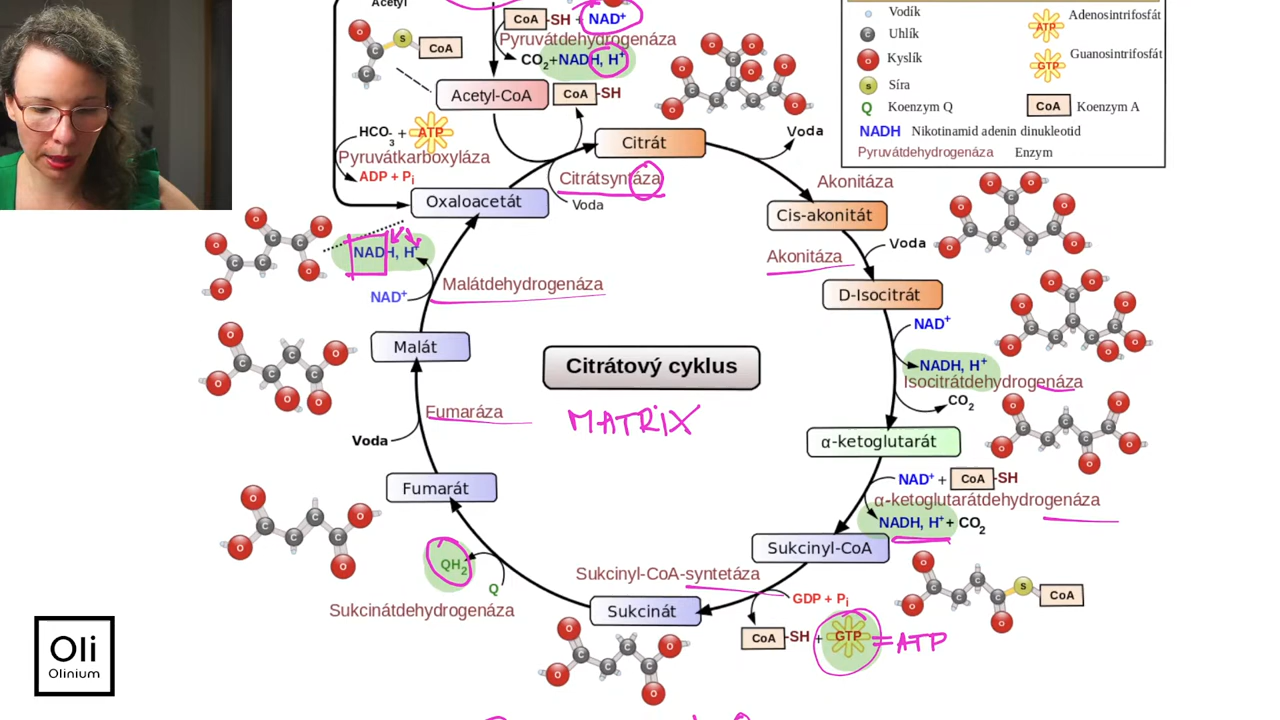 Acetyl
CoA -SH + NAD+
Pyruvátdehydrogenáza
CO2+NADH, H+
Acetyl-CoA
CoA -SH
S CoA
C
C
HCO3- + ATP
Pyruvátkarboxyláza
ADP + Pi
Oxaloacetát
Citrát
Voda
Citrátsyntáza
Voda
Vodík
Uhlík
Kyslík
Síra
Q Koenzym Q
ATP Adenosintrifosfát
GTP Guanosintrifosfát
CoA Koenzym A
NADH Nikotinamid adenin dinukleotid
Pyruvátdehydrogenáza Enzym
Akonitáza
Cis-akonitát
Akonitáza
Voda
D-Isocitrát
NAD+
NADH, H+
Isocitrátdehydrogenáza
CO2
α-ketoglutarát
NAD+ + CoA -SH
α-ketoglutarátdehydrogenáza
NADH, H+ + CO2
Sukcinyl-CoA
S CoA
Sukcinyl-CoA-syntetáza
GDP + Pi
CoA -SH + GTP = ATP
Sukcinát
Sukcinátdehydrogenáza
Q
QH2
Fumarát
Voda
Fumaráza
Malát
Malátdehydrogenáza
NAD+
NADH, H+
Citrátový cyklus
MATRIX
Oli
Olinium